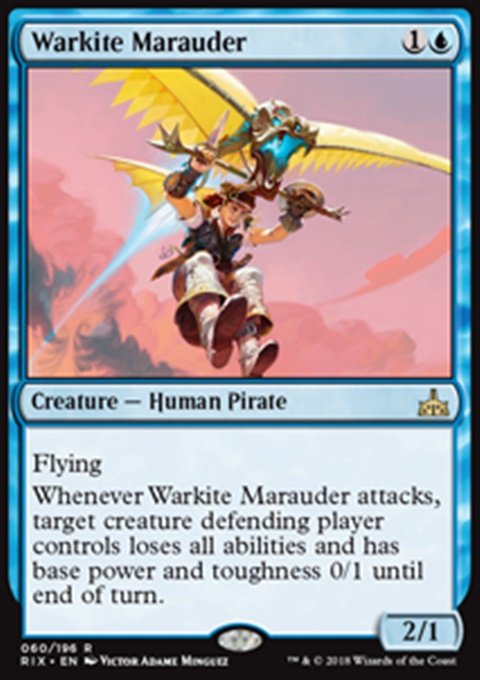 Warkite Marauder 1
Creature — Human Pirate
Flying
Whenever Warkite Marauder attacks,
target creature defending player
controls loses all abilities and has
base power and toughness 0/1 until
end of turn.
2/1
060/196 R
RIX • EN Victor Adame Minguez
™ & © 2018 Wizards of the Coast